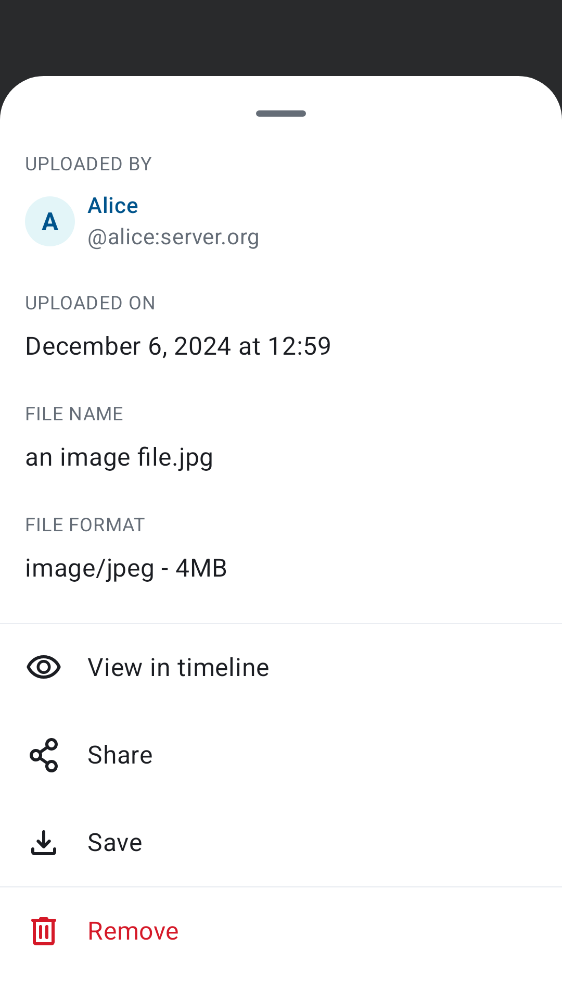 UPLOADED BY
A
Alice
@alice:server.org
UPLOADED ON
December 6, 2024 at 12:59
FILE NAME
an image file.jpg
FILE FORMAT
image/jpeg - 4MB
View in timeline
Share
Save
Remove